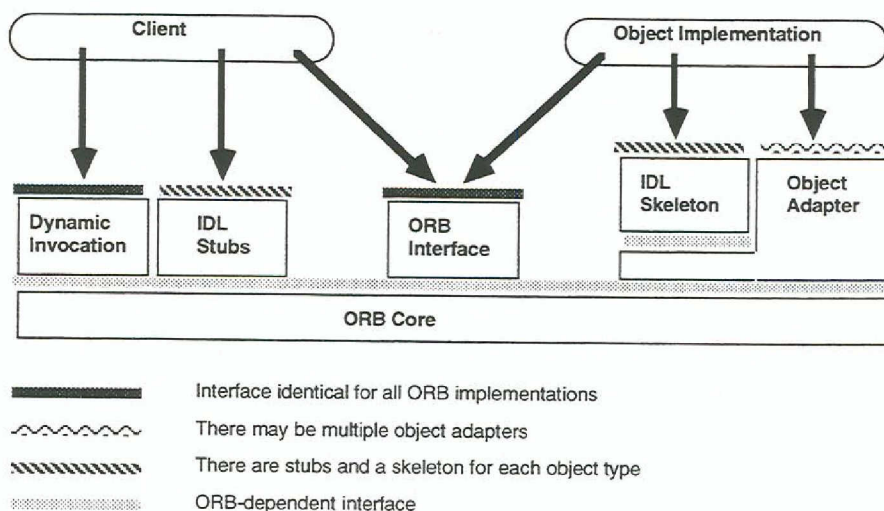 Client
Object Implementation
Dynamic
Invocation
IDL
Stubs
ORB
Interface
IDL
Skeleton
Object
Adapter
ORB Core
Interface identical for all ORB implementations
There may be multiple object adapters
There are stubs and a skeleton for each object type
ORB-dependent interface